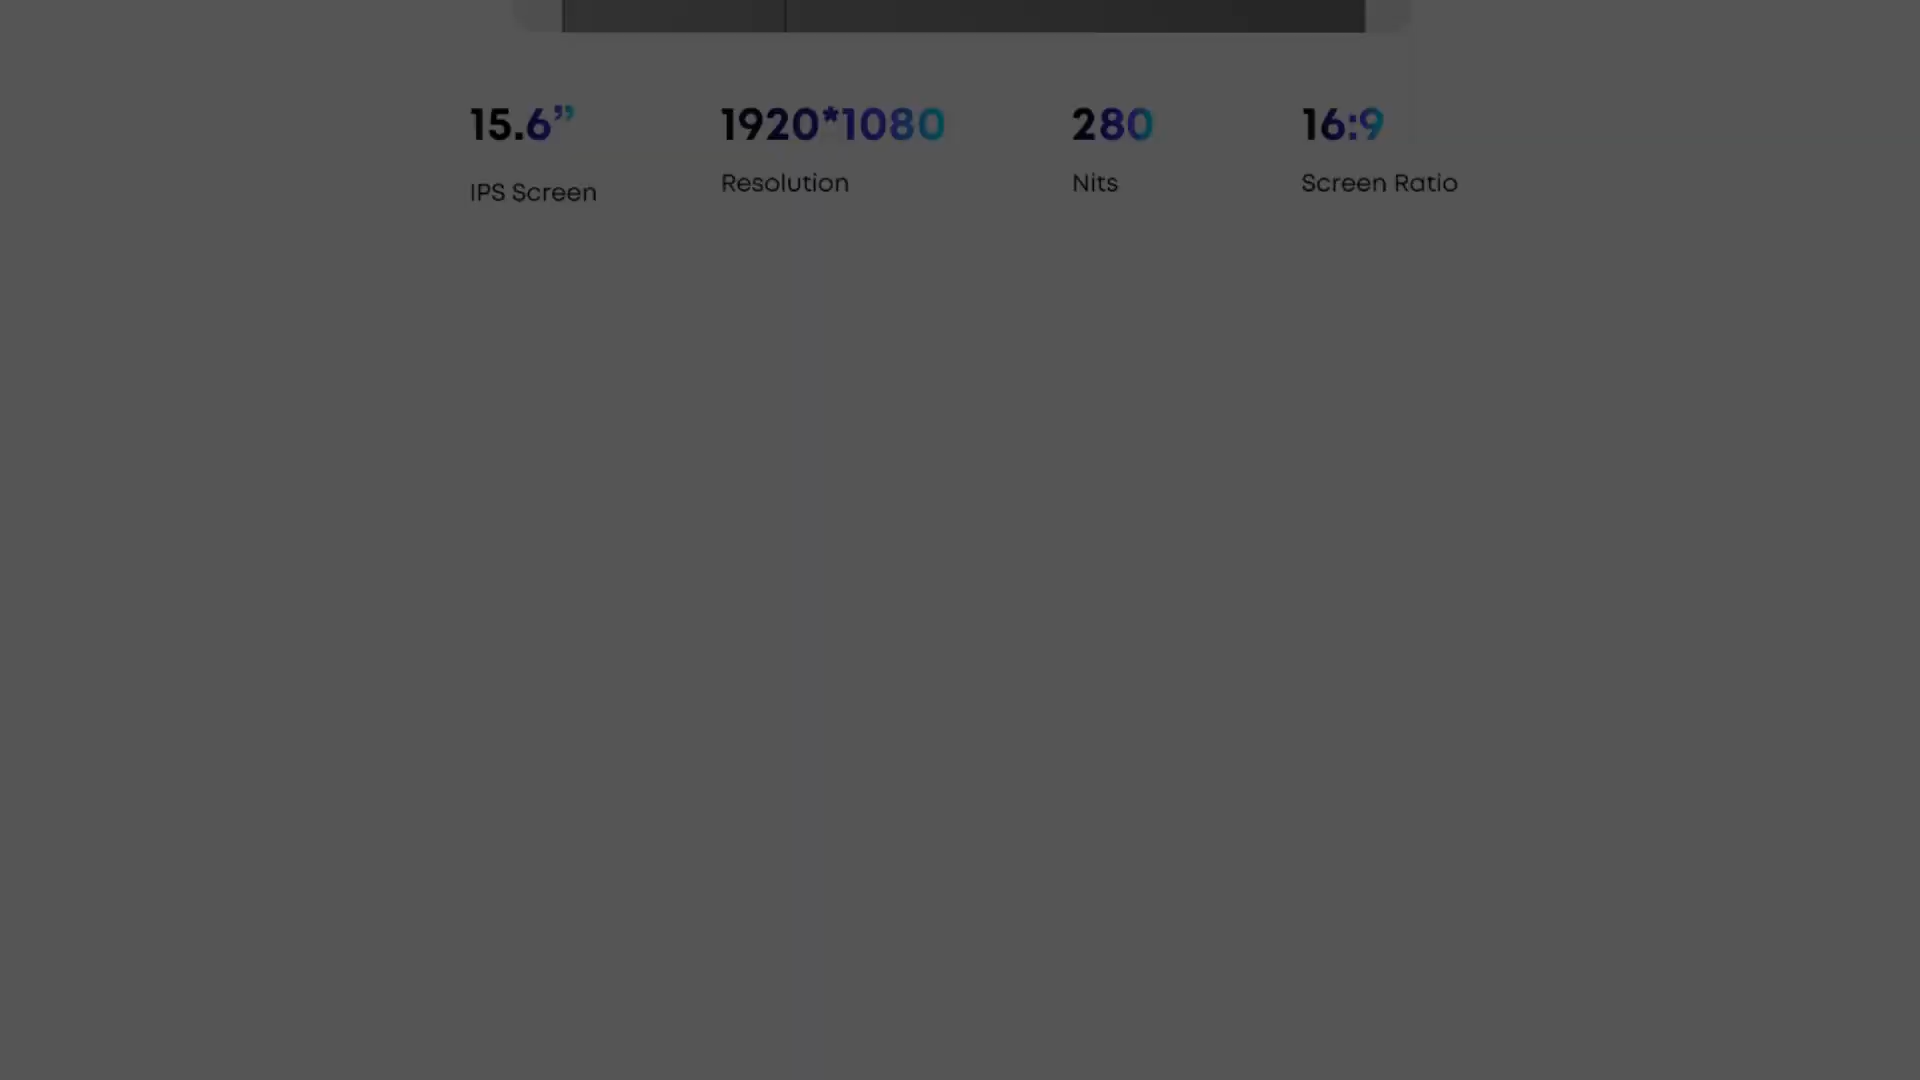 15.6”
IPS Screen
1920*1080
Resolution
280
Nits
16:9
Screen Ratio